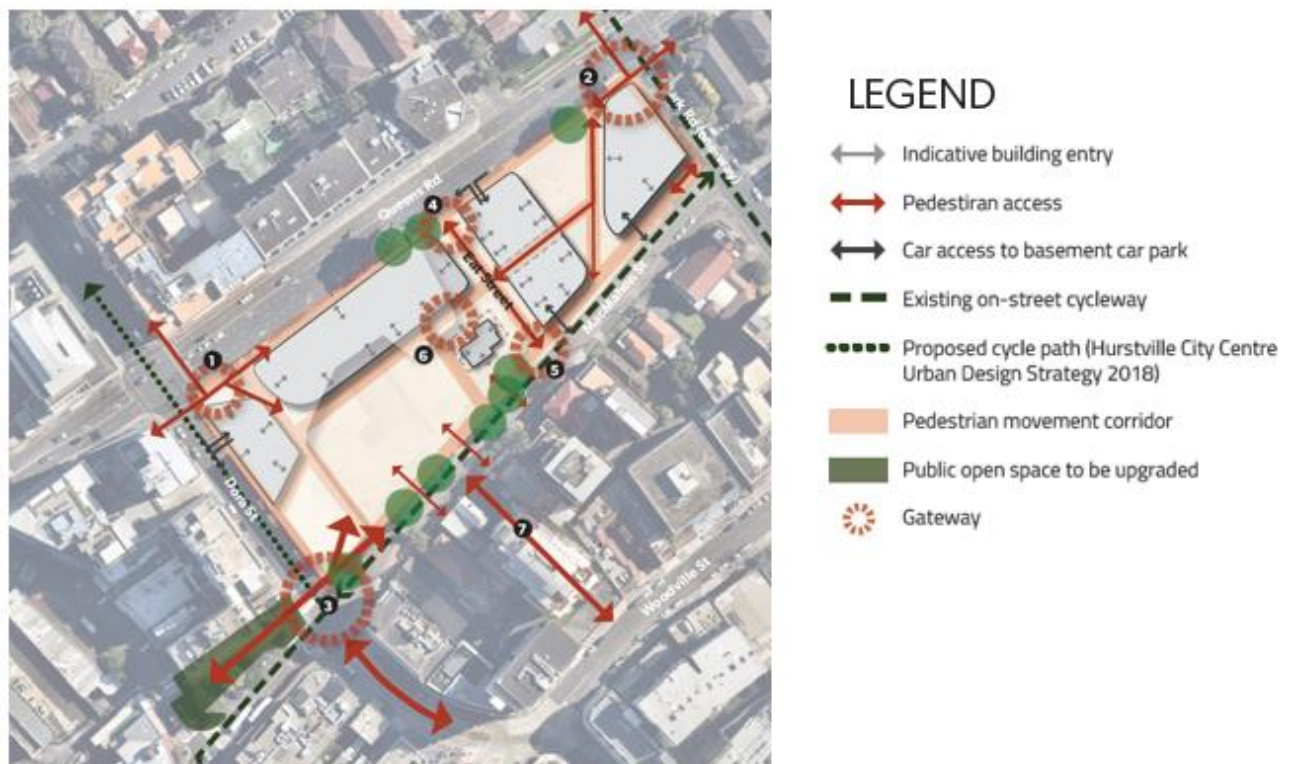 LEGEND
Indicative building entry
Pedestiran access
Car access to basement car park
Existing on-street cycleway
Proposed cycle path (Hurstville City Centre
Urban Design Strategy 2018)
Pedestrian movement corridor
Public open space to be upgraded
Gateway
2
4
Queens Rd
Eat Street
1
6
5
Dora St
7
Woodville St
3